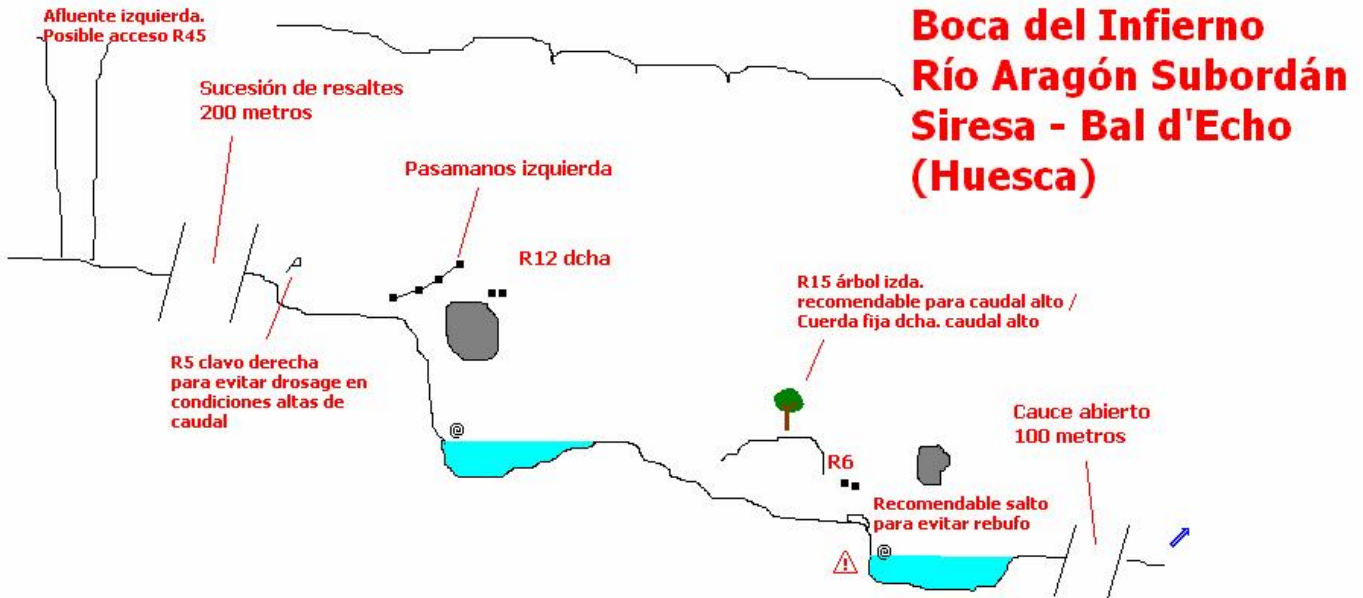 Boca del Infierno
Río Aragón Subordán
Siresa - Bal d'Echo
(Huesca)
Afluente izquierda.
Posible acceso R45
Sucesión de resaltes
200 metros
Pasamanos izquierda
R12 dcha
R5 clavo derecha
para evitar drosage en
condiciones altas de
caudal
R15 árbol izda.
recomendable para caudal alto /
Cuerda fija dcha. caudal alto
R6
Recomendable salto
para evitar rebufo
Cauce abierto
100 metros
@
@
!